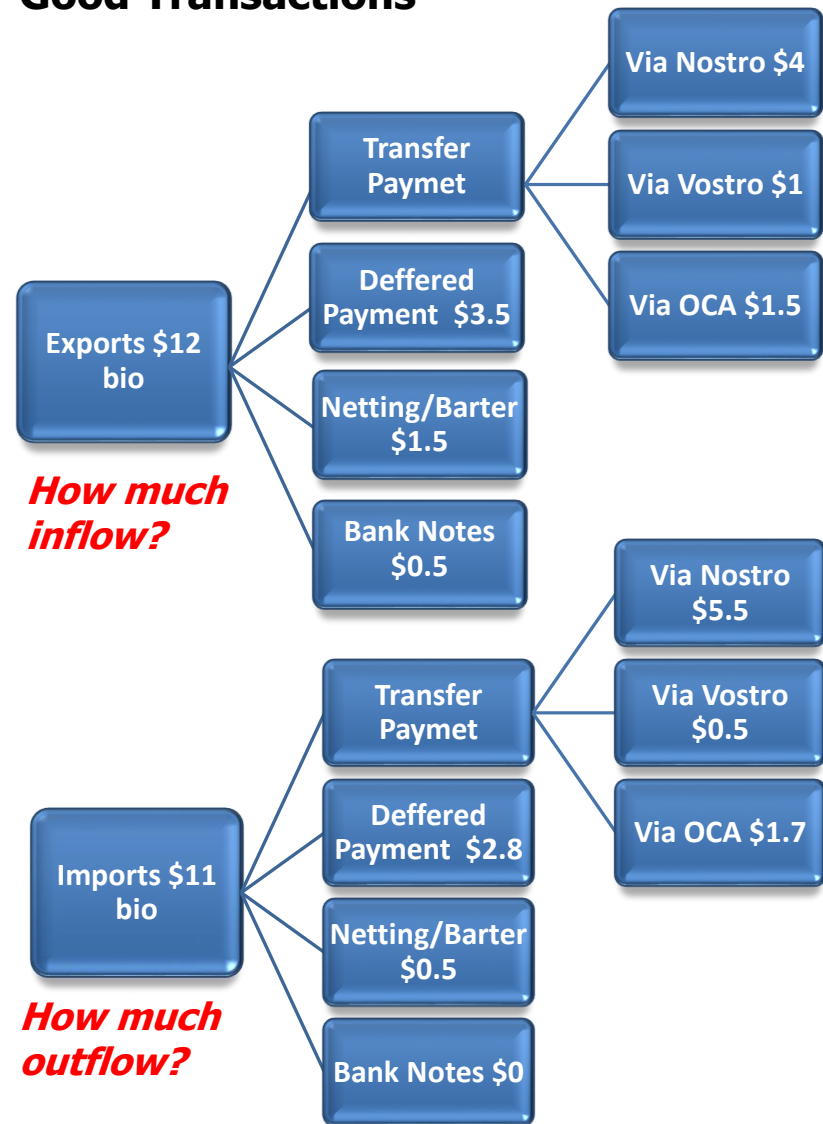 Good Transactions
Exports $12
bio
How much
inflow?
Transfer
Paymet
Deffered
Payment $3.5
Netting/Barter
$1.5
Bank Notes
$0.5
Via Nostro $4
Via Vostro $1
Via OCA $1.5
Imports $11
bio
How much
outflow?
Transfer
Paymet
Deffered
Payment $2.8
Netting/Barter
$0.5
Bank Notes $0
Via Nostro
$5.5
Via Vostro
$0.5
Via OCA $1.7